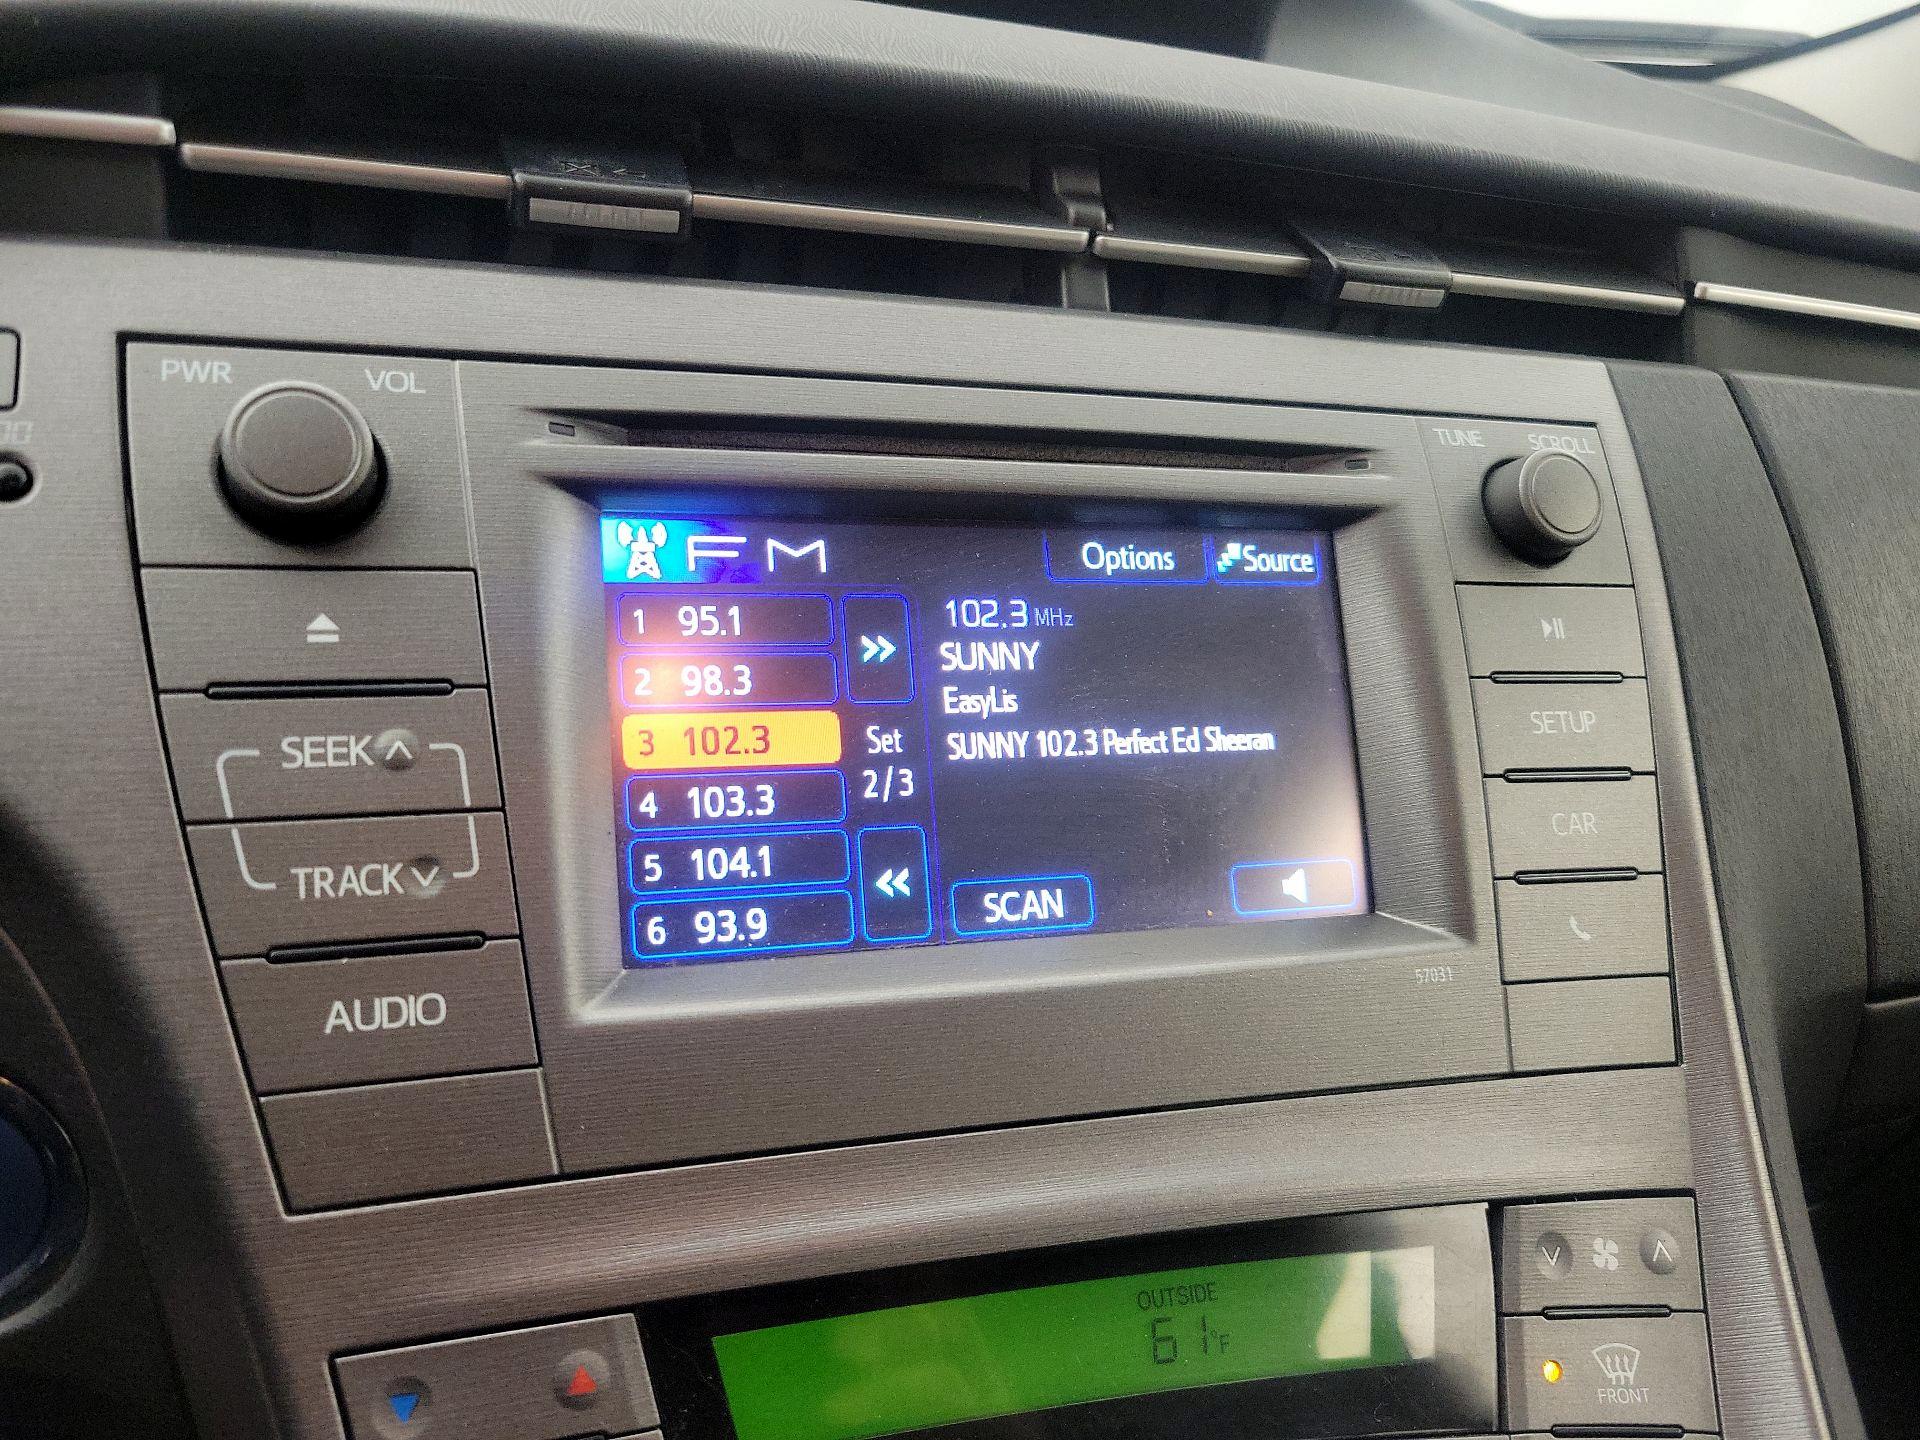 PWR VOL
TUNE SCROLL
FM
Options
Source
1 95.1
2 98.3
3 102.3
4 103.3
5 104.1
6 93.9
Set
2/3
102.3 MHz
SUNNY
EasyLis
SUNNY 102.3 Perfect Ed Sheeran
SCAN
SEEK
TRACK
AUDIO
SETUP
CAR
57031
OUTSIDE
61°F
FRONT